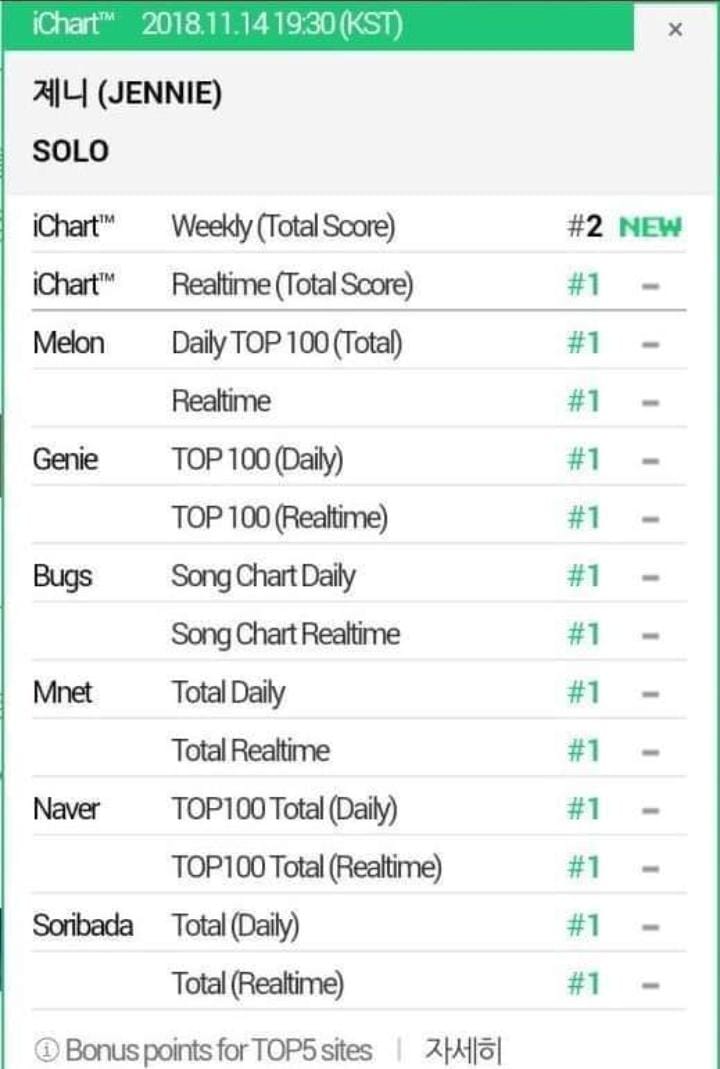 iChart™ 2018.11.14 19:30 (KST) ×
제니 (JENNIE)
SOLO
iChart™ Weekly (Total Score) #2 NEW
iChart™ Realtime (Total Score) #1 –
Melon Daily TOP 100 (Total) #1 –
Realtime #1 –
Genie TOP 100 (Daily) #1 –
TOP 100 (Realtime) #1 –
Bugs Song Chart Daily #1 –
Song Chart Realtime #1 –
Mnet Total Daily #1 –
Total Realtime #1 –
Naver TOP100 Total (Daily) #1 –
TOP100 Total (Realtime) #1 –
Soribada Total (Daily) #1 –
Total (Realtime) #1 –
ⓘ Bonus points for TOP5 sites | 자세히